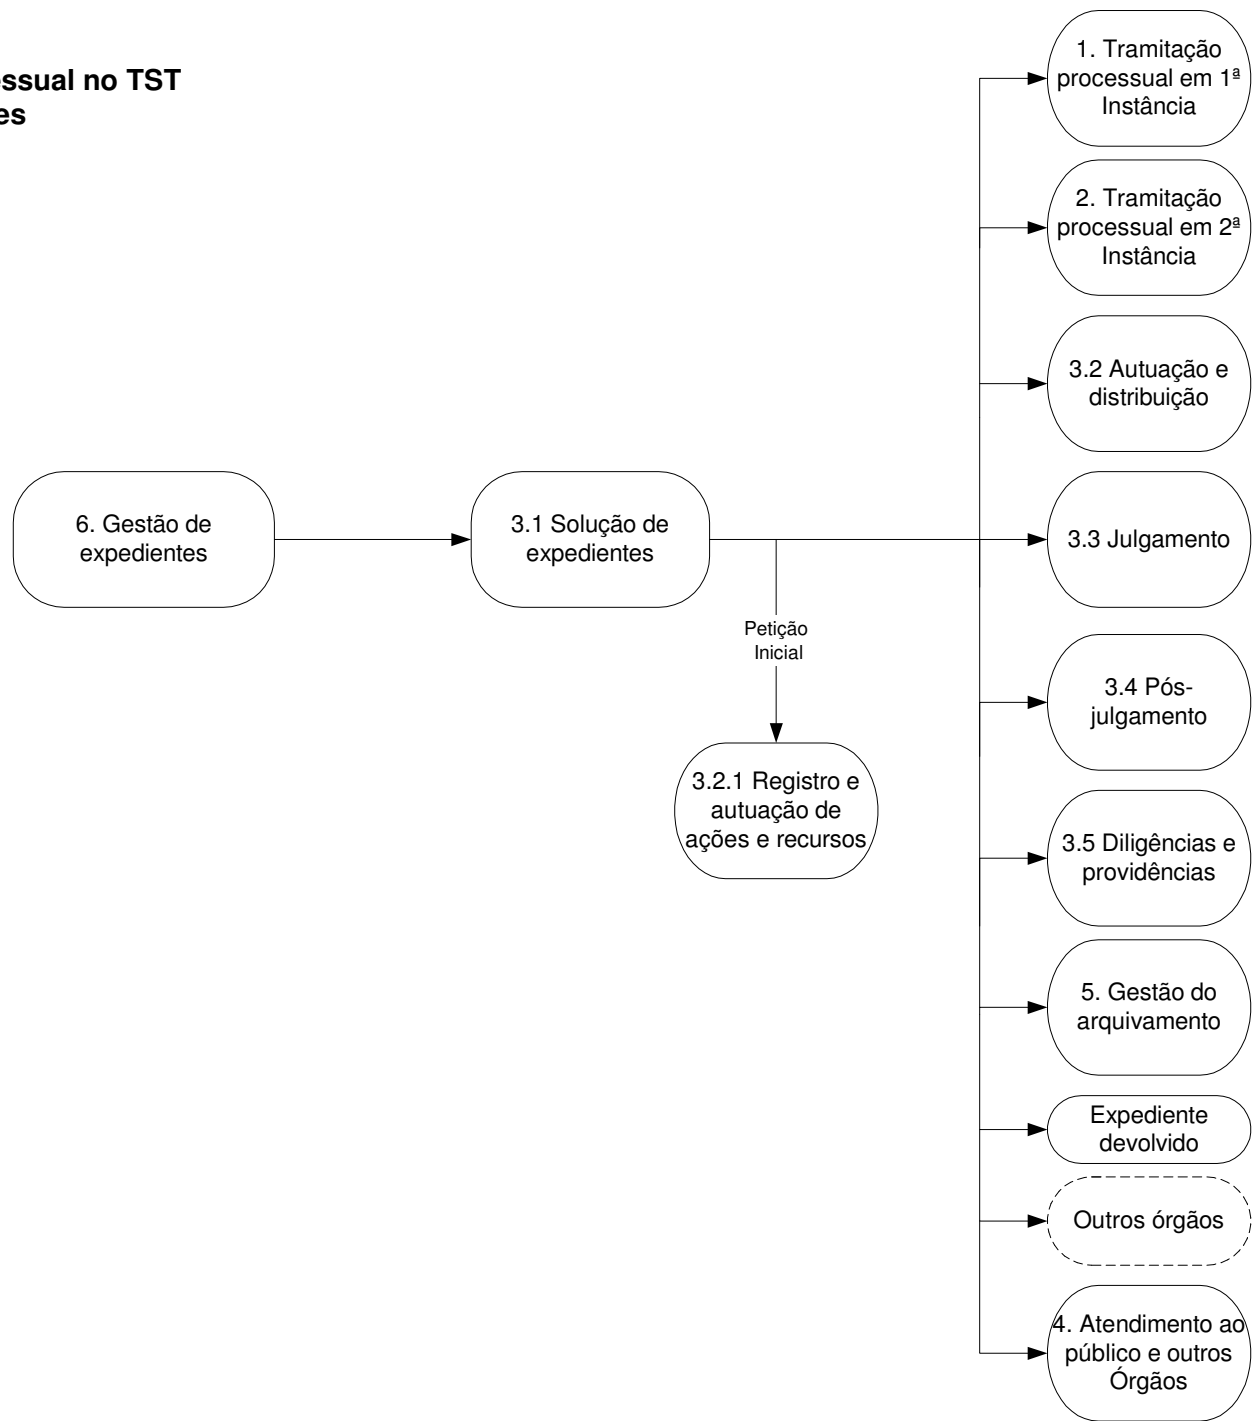 essual no TST
es
1. Tramitação
processual em 1ª
Instância
2. Tramitação
processual em 2ª
Instância
3.2 Autuação e
distribuição
6. Gestão de
expedientes
3.1 Solução de
expedientes
3.3 Julgamento
Petição
Inicial
3.4 Pós-
julgamento
3.2.1 Registro e
autuação de
ações e recursos
3.5 Diligências e
providências
5. Gestão do
arquivamento
Expediente
devolvido
Outros órgãos
4. Atendimento ao
público e outros
Órgãos